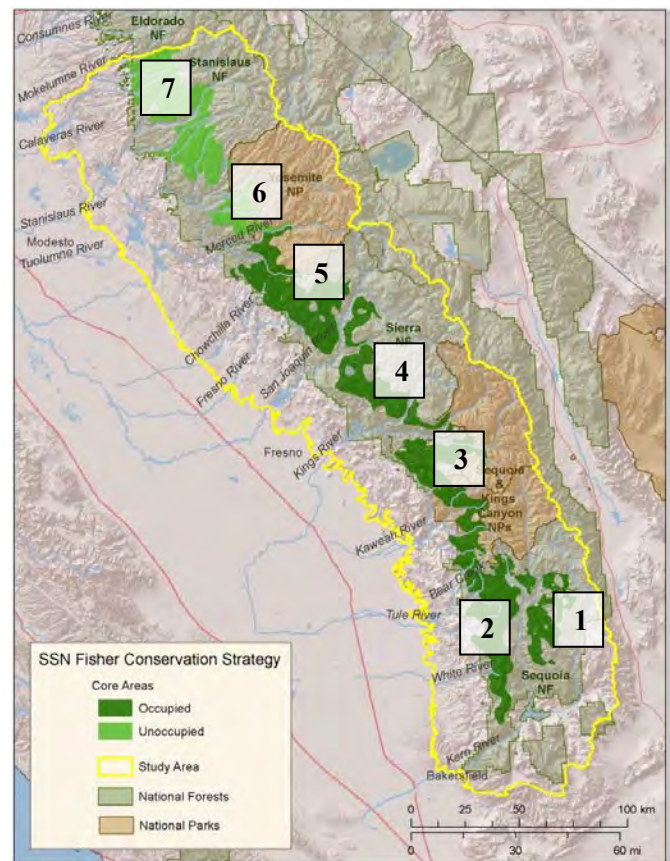 Consumnes River
Eldorado
NF
Stanislaus
NF
7
Mokelumne River
Calaveras River
Stanislaus River
Modesto
Tuolumne River
6
Yosemite
NP
Merced River
5
Chowchilla River
Fresno River
San Joaquin
Sierra
NF
4
Fresno
Kings River
3
Sequoia
&
Kings
Canyon
NPs
Kaweah River
Bear Creek
Tule River
2
1
White River
Sequoia
NF
Kern River
Bakersfield
SSN Fisher Conservation Strategy
Core Areas
Occupied
Unoccupied
Study Area
National Forests
National Parks
0 25 50 100 km
0 30 60 mi